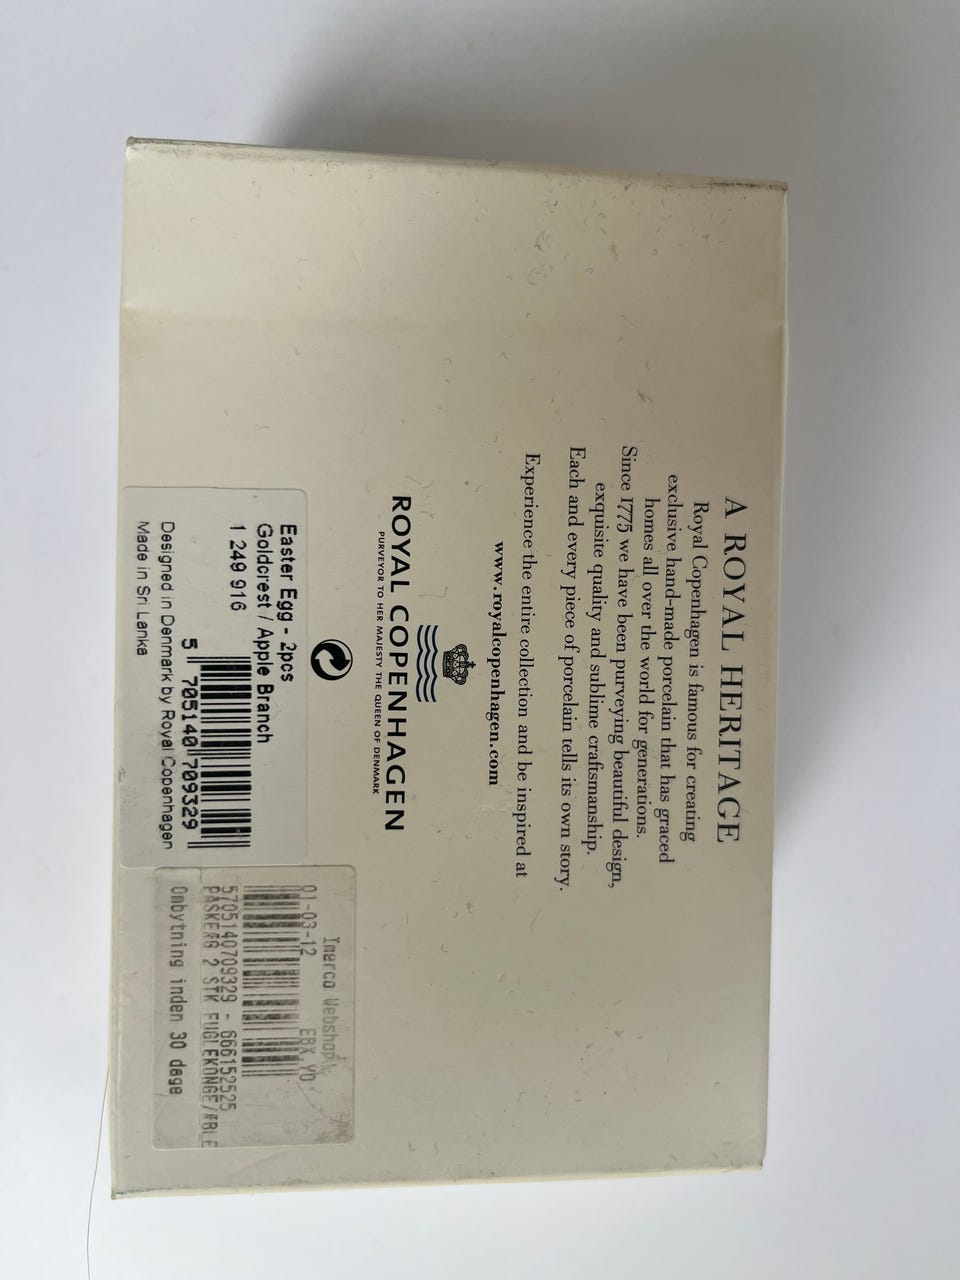 A ROYAL HERITAGE
Royal Copenhagen is famous for creating
exclusive hand-made porcelain that has graced
homes all over the world for generations.
Since 1775 we have been purveying beautiful design,
exquisite quality and sublime craftsmanship.
Each and every piece of porcelain tells its own story.
Experience the entire collection and be inspired at
www.royalcopenhagen.com
ROYAL COPENHAGEN
PURVEYOR TO HER MAJESTY THE QUEEN OF DENMARK
Easter Egg - 2pcs
Goldcrest / Apple Branch
1 249 916
5 705140 709329
Designed in Denmark by Royal Copenhagen
Made in Sri Lanka
Imerco Webshop
01-03-12 EBX.YD
5705140709329 - 666152525
PÅSKEÆG 2 STK FUGLEKONGE/ÆBLE
Ombytning inden 30 dage